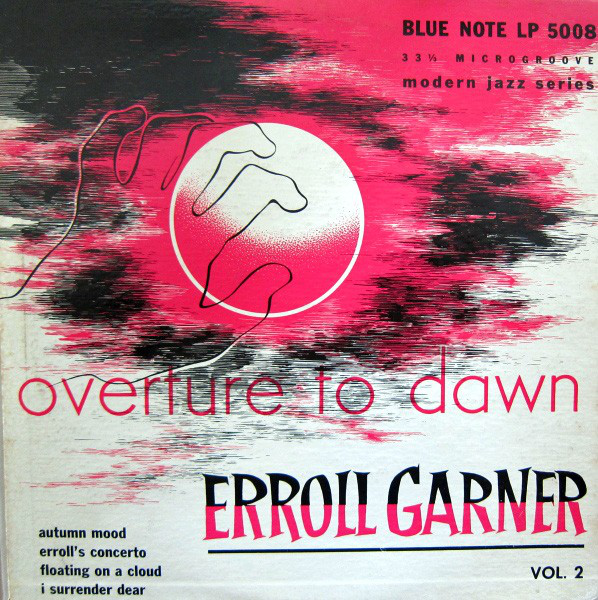 BLUE NOTE LP 5008
33⅓ MICROGROOVE
modern jazz series
overture to dawn
ERROLL GARNER
autumn mood
erroll's concerto
floating on a cloud
i surrender dear
VOL. 2